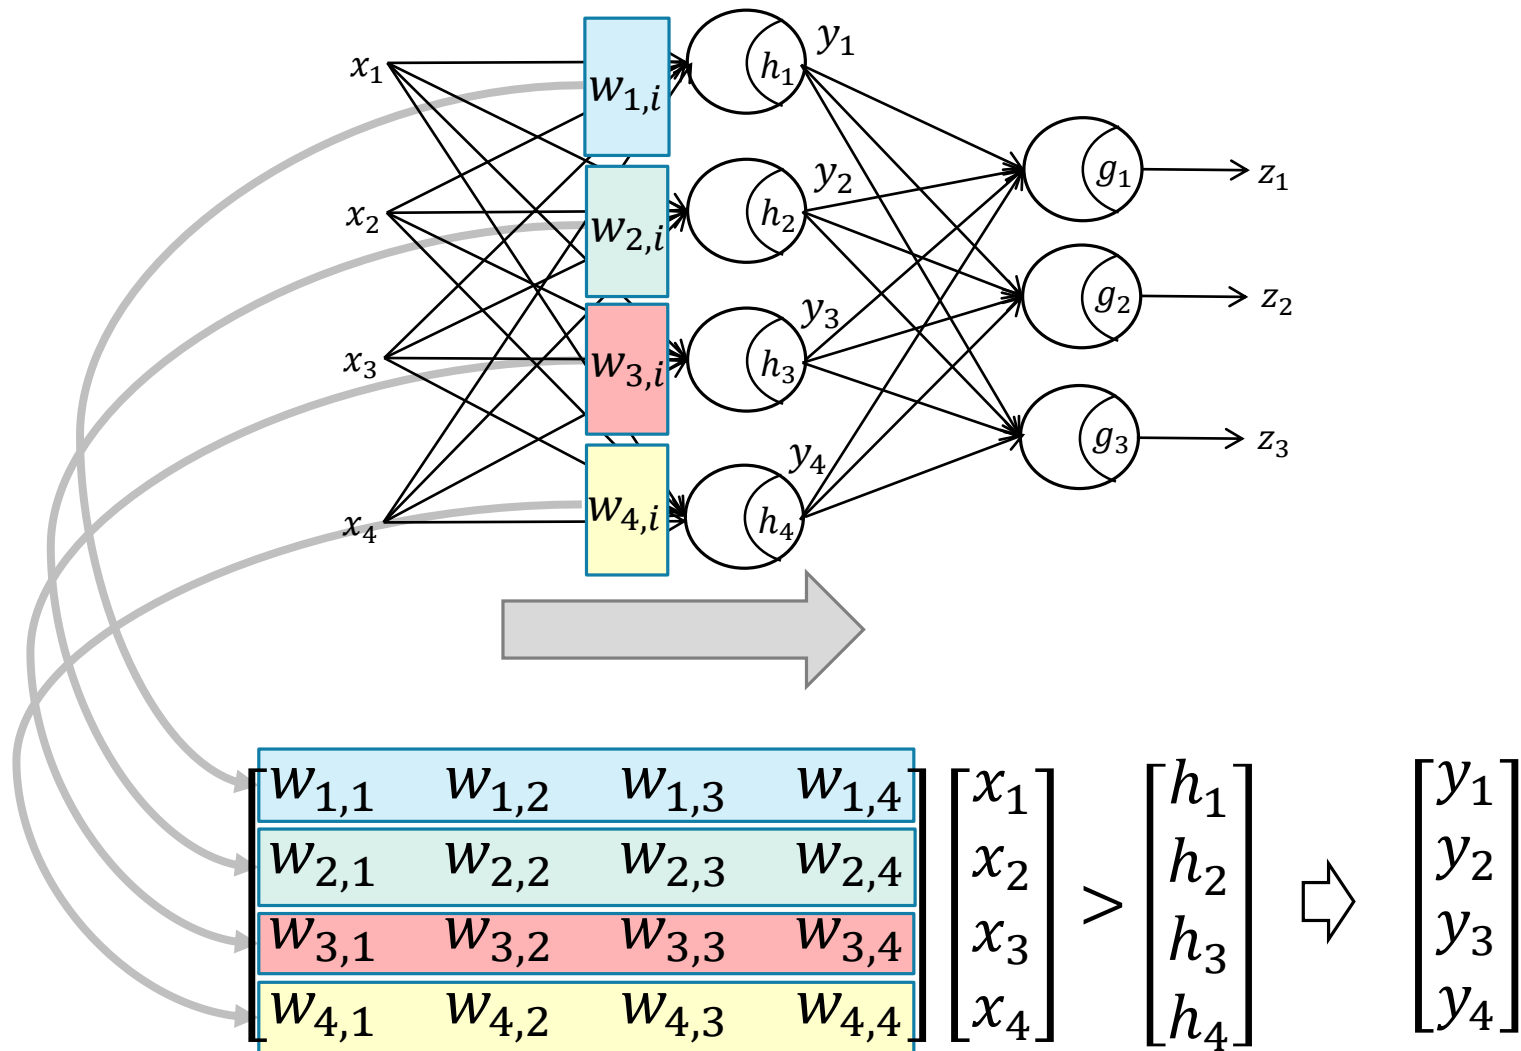 x₁ w₁,ᵢ h₁ y₁
g₁ z₁
x₂ w₂,ᵢ h₂ y₂
g₂ z₂
x₃ w₃,ᵢ h₃ y₃
g₃ z₃
x₄ w₄,ᵢ h₄ y₄
[w₁,₁ w₁,₂ w₁,₃ w₁,₄] [x₁] [h₁] [y₁]
[w₂,₁ w₂,₂ w₂,₃ w₂,₄] [x₂] > [h₂] [y₂]
[w₃,₁ w₃,₂ w₃,₃ w₃,₄] [x₃] [h₃] [y₃]
[w₄,₁ w₄,₂ w₄,₃ w₄,₄] [x₄] [h₄] [y₄]